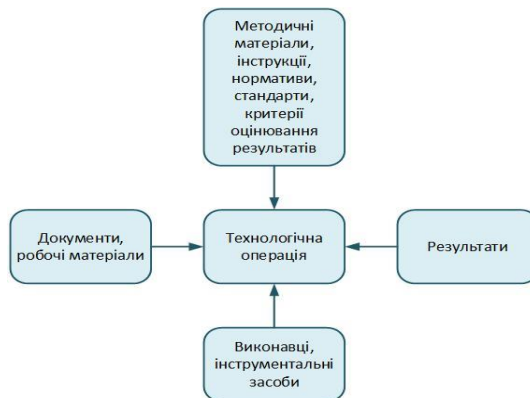 Методичні
матеріали,
інструкції,
нормативи,
стандарти,
критерії
оцінювання
результатів
Документи,
робочі матеріали
Технологічна
операція
Результати
Виконавці,
інструментальні
засоби